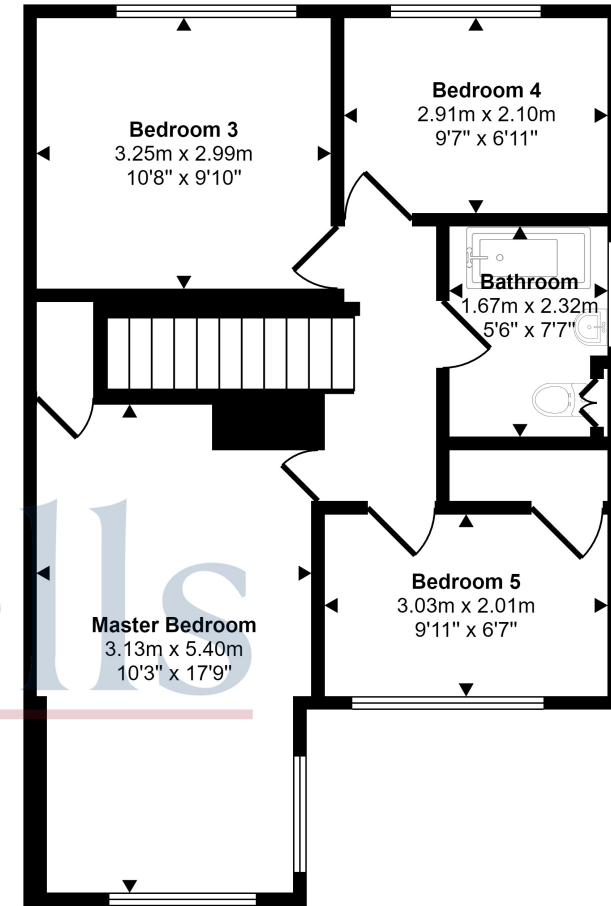 Bedroom 3
3.25m x 2.99m
10'8" x 9'10"
Bedroom 4
2.91m x 2.10m
9'7" x 6'11"
Bathroom
1.67m x 2.32m
5'6" x 7'7"
Master Bedroom
3.13m x 5.40m
10'3" x 17'9"
Bedroom 5
3.03m x 2.01m
9'11" x 6'7"
lls